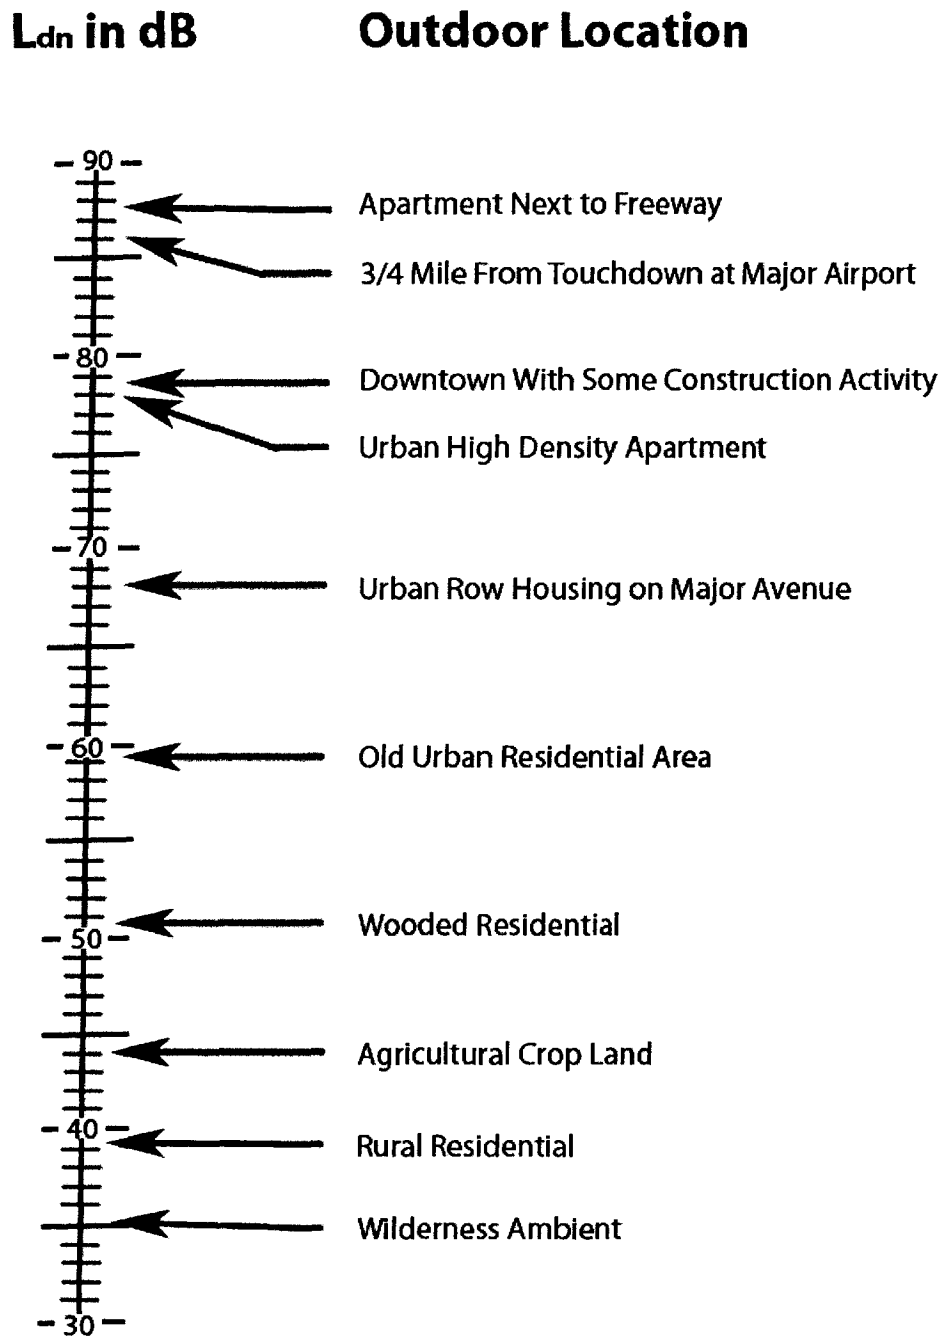 Ldn in dB Outdoor Location
90
Apartment Next to Freeway
3/4 Mile From Touchdown at Major Airport
80
Downtown With Some Construction Activity
Urban High Density Apartment
70
Urban Row Housing on Major Avenue
60
Old Urban Residential Area
Wooded Residential
50
Agricultural Crop Land
40
Rural Residential
Wilderness Ambient
30